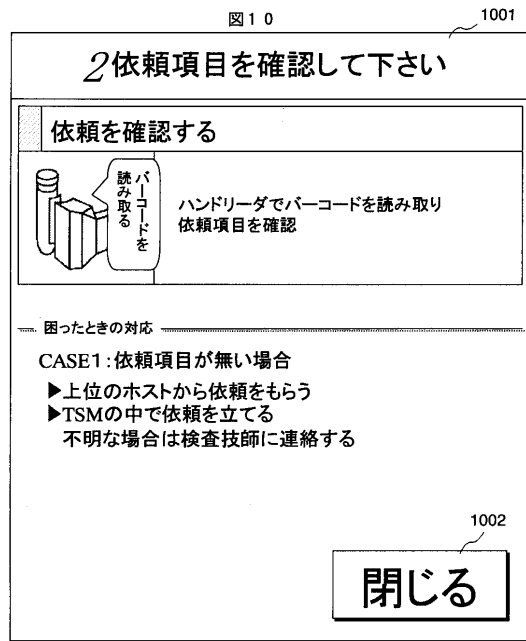 図10
1001
2依頼項目を確認して下さい
依頼を確認する
バーコードを
読み取る
ハンドリーダでバーコードを読み取り
依頼項目を確認
困ったときの対応
CASE1:依頼項目が無い場合
▶上位のホストから依頼をもらう
▶TSMの中で依頼を立てる
不明な場合は検査技師に連絡する
1002
閉じる